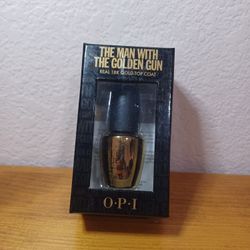 THE MAN WITH
THE GOLDEN GUN
REAL 18K GOLD TOP COAT
O·P·I